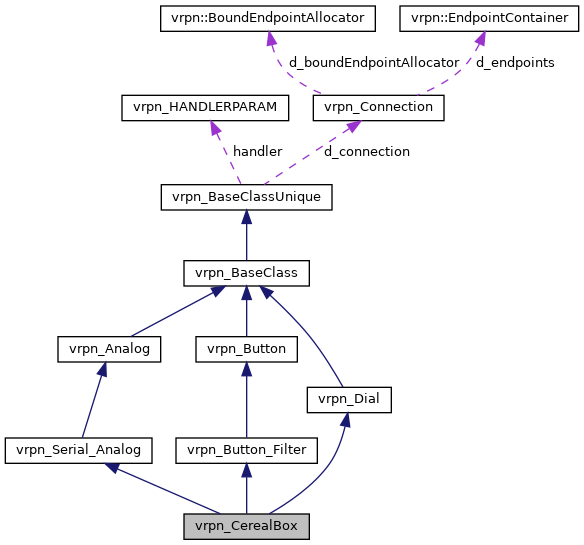 vrpn::BoundEndpointAllocator
vrpn::EndpointContainer
d_boundEndpointAllocator
d_endpoints
vrpn_HANDLERPARAM
vrpn_Connection
handler
d_connection
vrpn_BaseClassUnique
vrpn_BaseClass
vrpn_Analog
vrpn_Button
vrpn_Dial
vrpn_Serial_Analog
vrpn_Button_Filter
vrpn_CerealBox